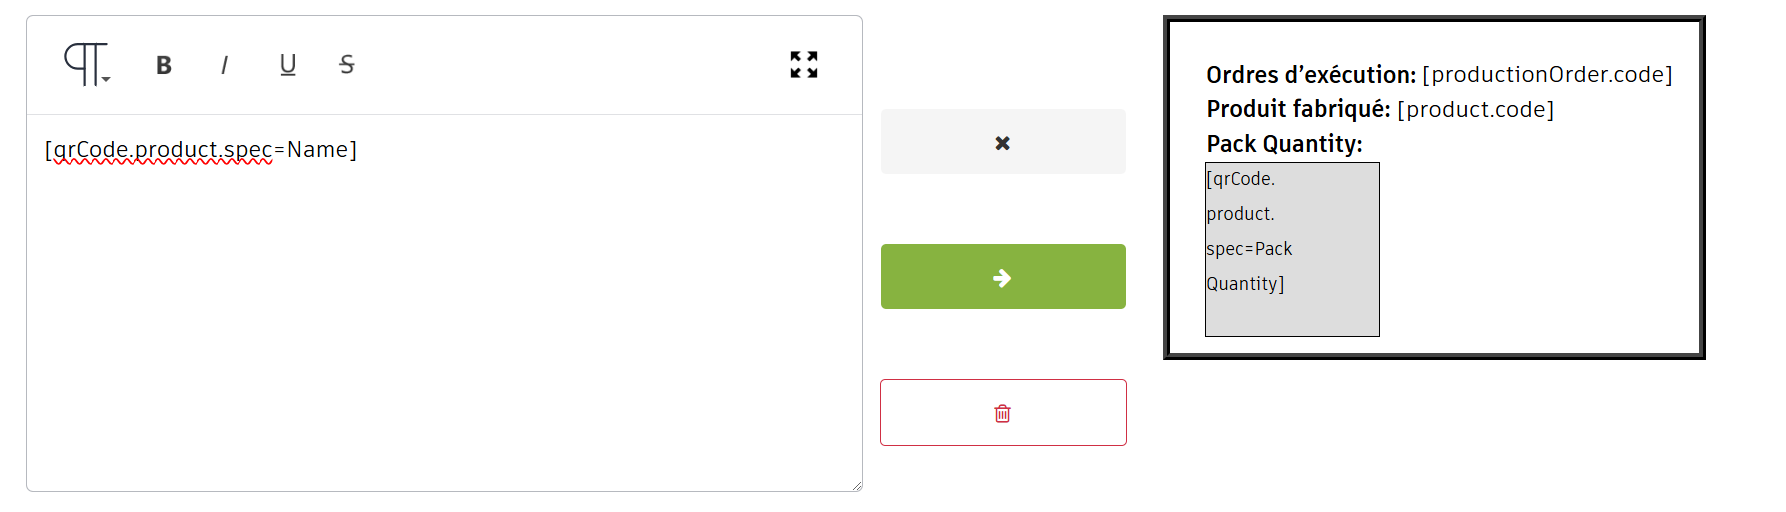 B I U S
[qrCode.product.spec=Name]
Ordres d’exécution: [productionOrder.code]
Produit fabriqué: [product.code]
Pack Quantity:
[qrCode.
product.
spec=Pack
Quantity]